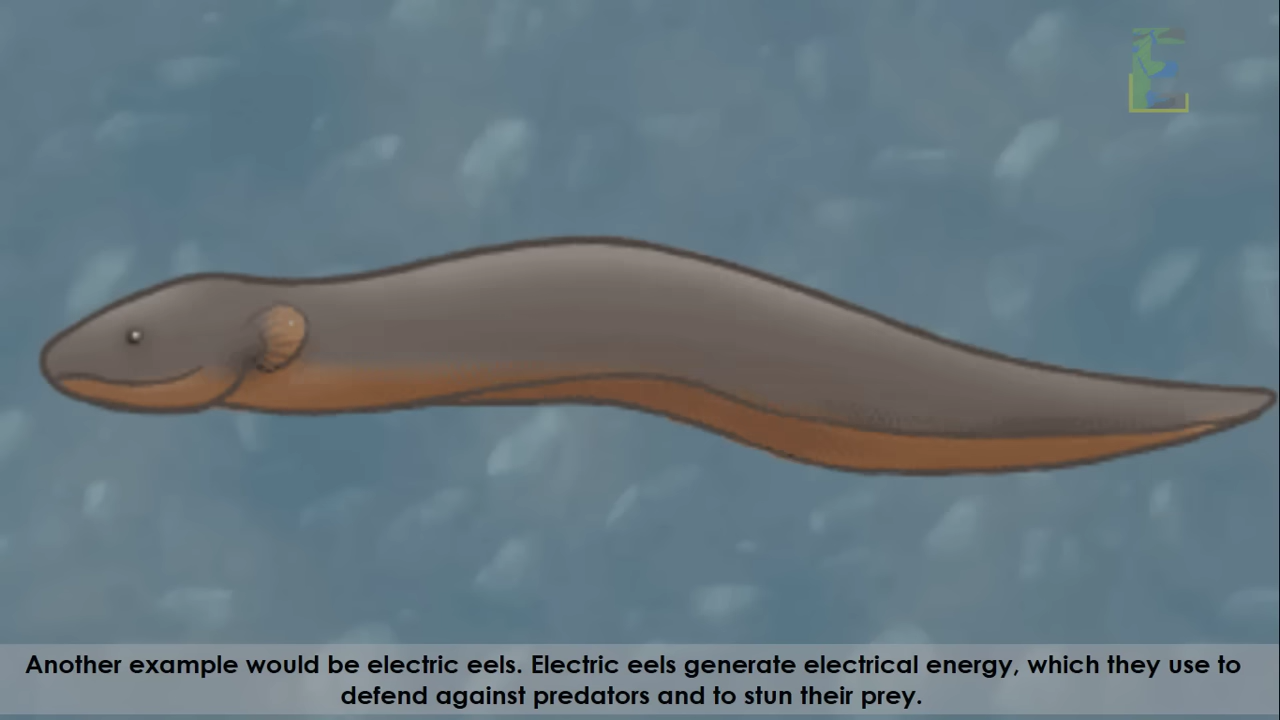 Another example would be electric eels. Electric eels generate electrical energy, which they use to
defend against predators and to stun their prey.